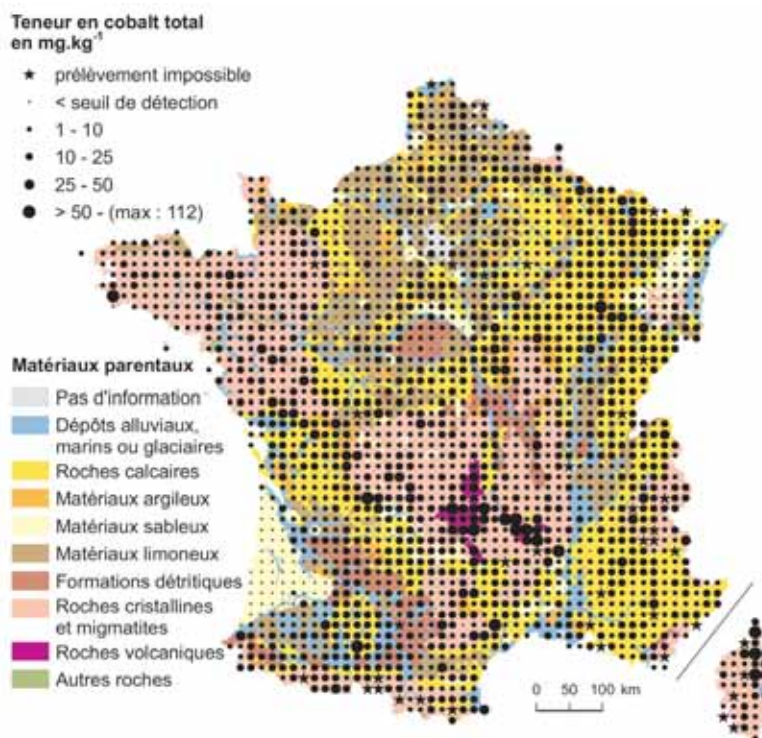 Teneur en cobalt total
en mg.kg⁻¹
prélèvement impossible
< seuil de détection
1 - 10
10 - 25
25 - 50
> 50 - (max : 112)
Matériaux parentaux
Pas d'information
Dépôts alluviaux,
marins ou glaciaires
Roches calcaires
Matériaux argileux
Matériaux sableux
Matériaux limoneux
Formations détritiques
Roches cristallines
et migmatites
Roches volcaniques
Autres roches
0 50 100 km